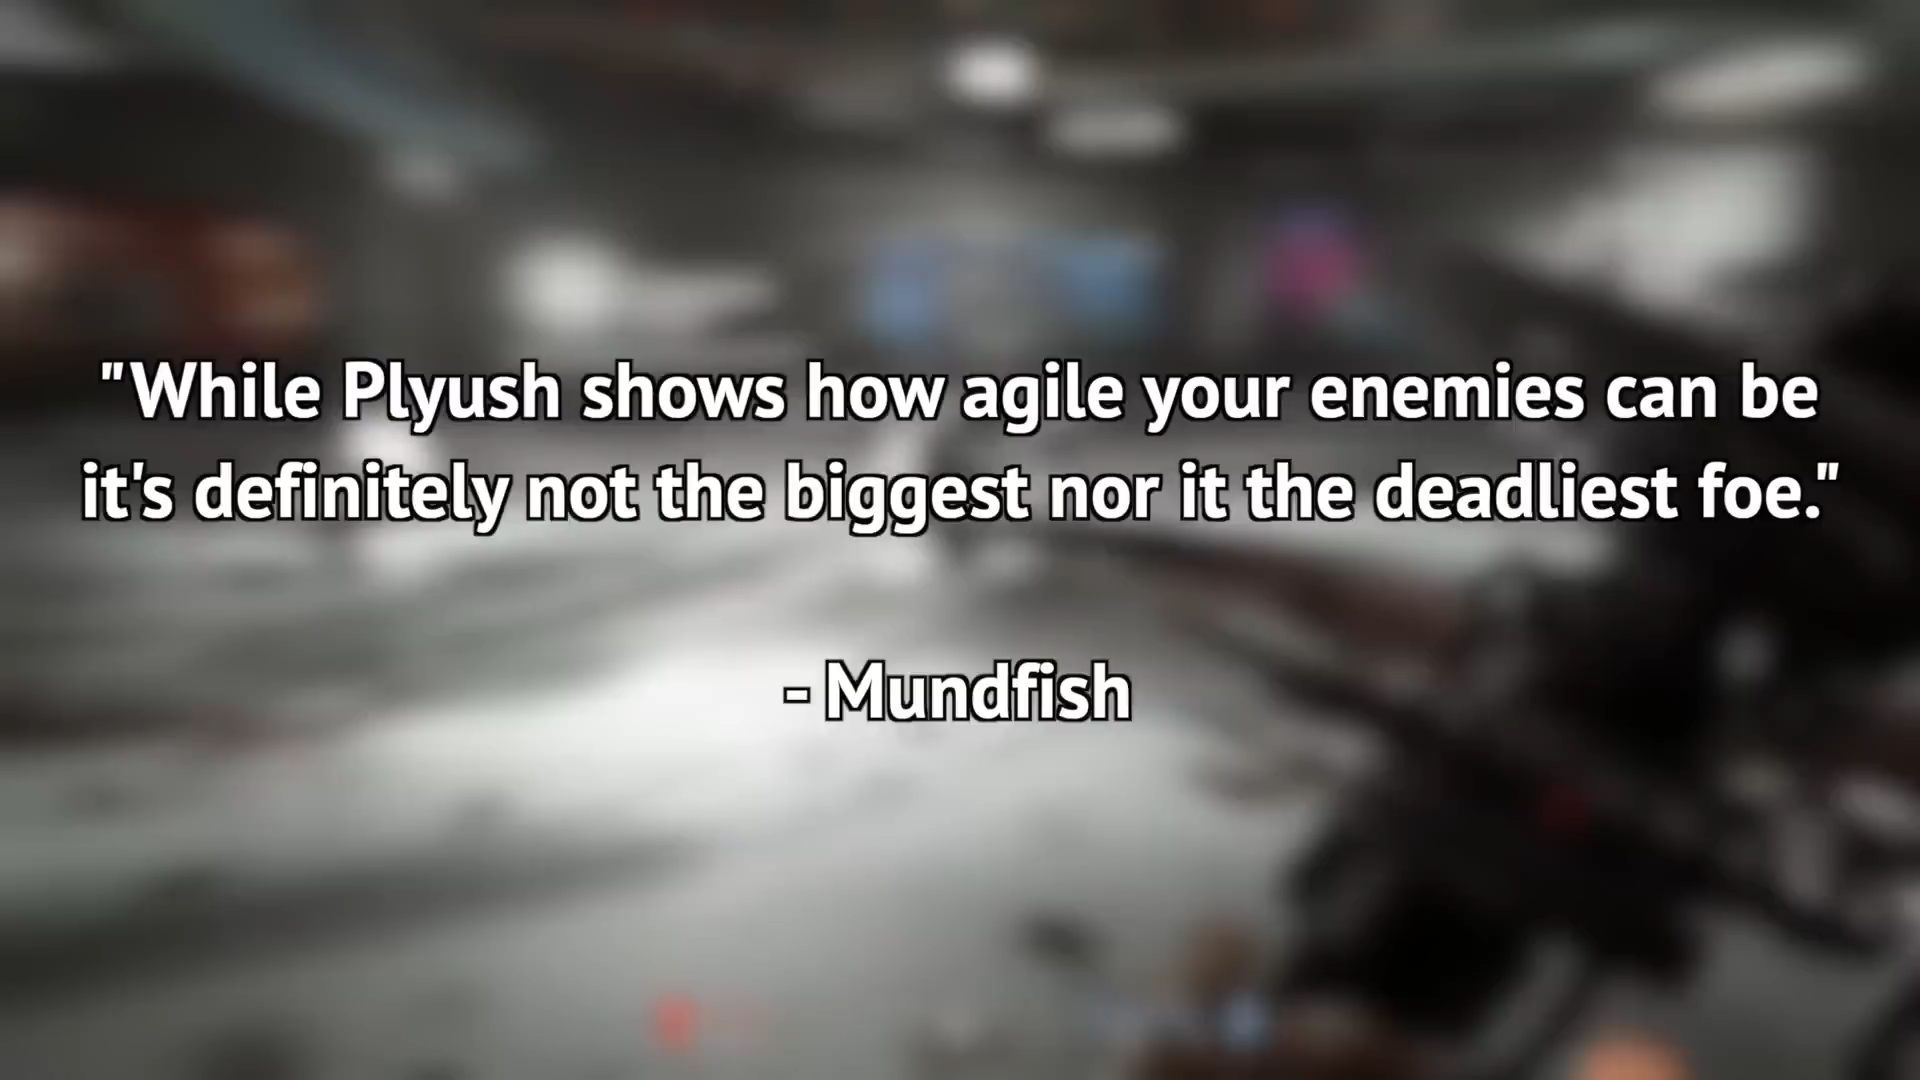 "While Plyush shows how agile your enemies can be
it's definitely not the biggest nor it the deadliest foe."
- Mundfish